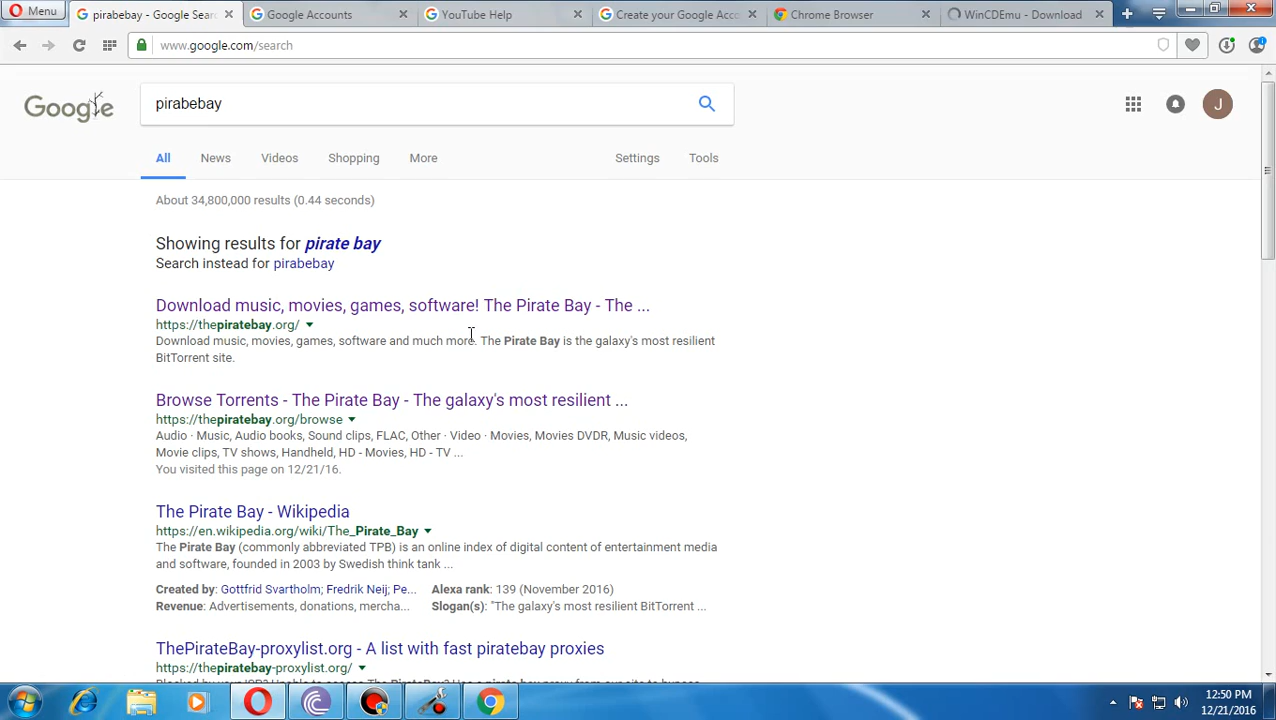 Menu
pirabebay - Google Sear
Google Accounts
YouTube Help
Create your Google Acc
Chrome Browser
WinCDEmu - Download
www.google.com/search
Google
pirabebay
J
All
News
Videos
Shopping
More
Settings
Tools
About 34,800,000 results (0.44 seconds)
Showing results for pirate bay
Search instead for pirabebay
Download music, movies, games, software! The Pirate Bay - The ...
https://thepiratebay.org/
Download music, movies, games, software and much more. The Pirate Bay is the galaxy's most resilient
BitTorrent site.
Browse Torrents - The Pirate Bay - The galaxy's most resilient ...
https://thepiratebay.org/browse
Audio · Music, Audio books, Sound clips, FLAC, Other · Video · Movies, Movies DVDR, Music videos,
Movie clips, TV shows, Handheld, HD - Movies, HD - TV ...
You visited this page on 12/21/16.
The Pirate Bay - Wikipedia
https://en.wikipedia.org/wiki/The_Pirate_Bay
The Pirate Bay (commonly abbreviated TPB) is an online index of digital content of entertainment media
and software, founded in 2003 by Swedish think tank ...
Created by: Gottfrid Svartholm; Fredrik Neij; Pe...
Alexa rank: 139 (November 2016)
Revenue: Advertisements, donations, mercha...
Slogan(s): "The galaxy's most resilient BitTorrent ...
ThePirateBay-proxylist.org - A list with fast piratebay proxies
https://thepiratebay-proxylist.org/
12:50 PM
12/21/2016